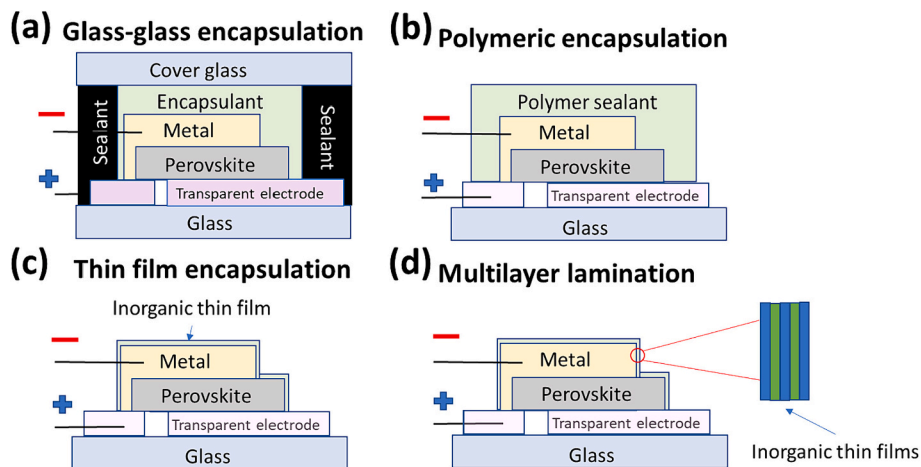 (a) Glass-glass encapsulation
Cover glass
Encapsulant
Sealant
Metal
Sealant
Perovskite
Transparent electrode
Glass
(b) Polymeric encapsulation
Polymer sealant
Metal
Perovskite
Transparent electrode
Glass
(c) Thin film encapsulation
Inorganic thin film
Metal
Perovskite
Transparent electrode
Glass
(d) Multilayer lamination
Metal
Perovskite
Transparent electrode
Glass
Inorganic thin films